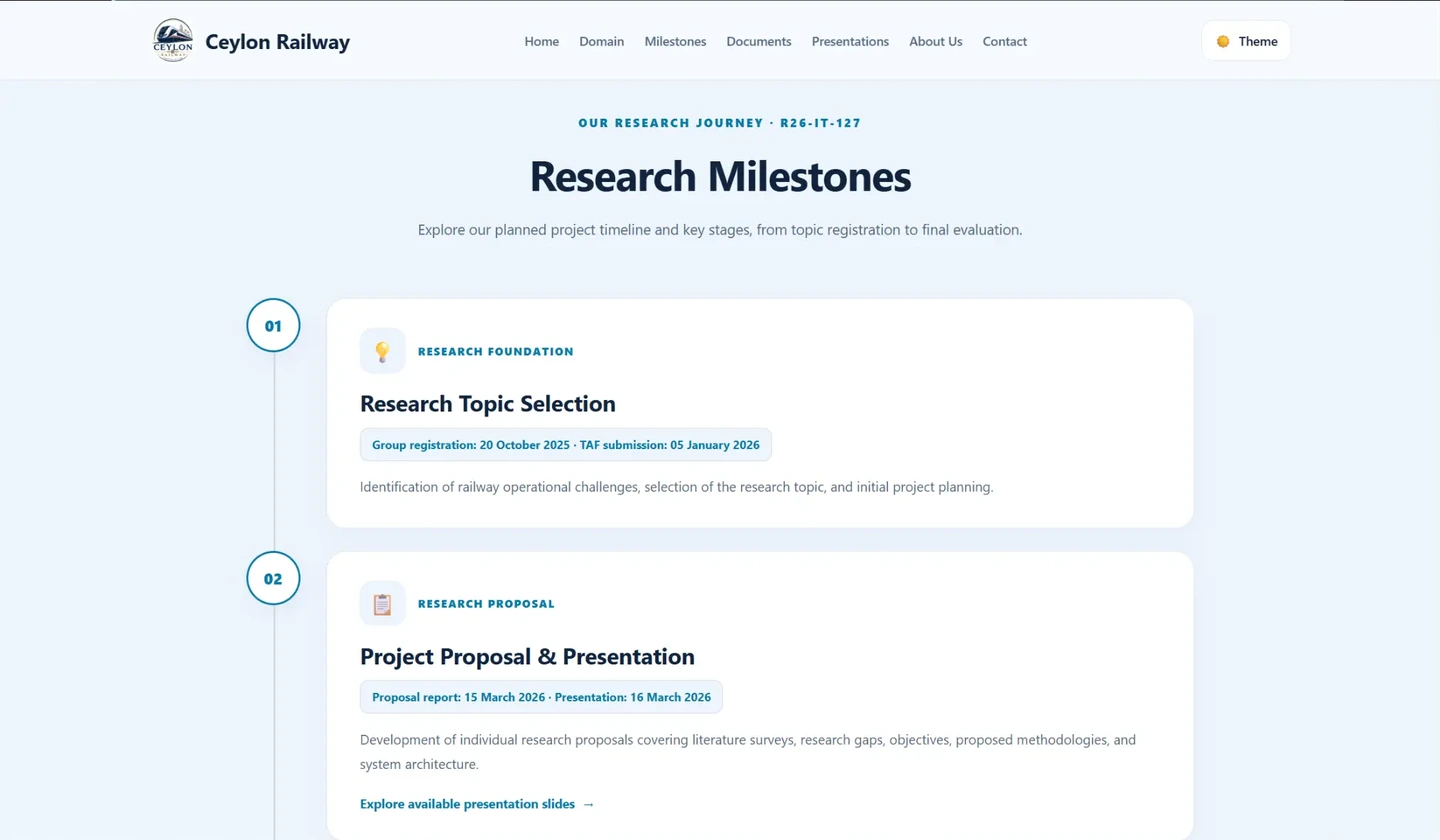 CEYLON
RAILWAY
Ceylon Railway
Home
Domain
Milestones
Documents
Presentations
About Us
Contact
Theme
OUR RESEARCH JOURNEY · R26-IT-127
Research Milestones
Explore our planned project timeline and key stages, from topic registration to final evaluation.
01
RESEARCH FOUNDATION
Research Topic Selection
Group registration: 20 October 2025 · TAF submission: 05 January 2026
Identification of railway operational challenges, selection of the research topic, and initial project planning.
02
RESEARCH PROPOSAL
Project Proposal & Presentation
Proposal report: 15 March 2026 · Presentation: 16 March 2026
Development of individual research proposals covering literature surveys, research gaps, objectives, proposed methodologies, and
system architecture.
Explore available presentation slides →